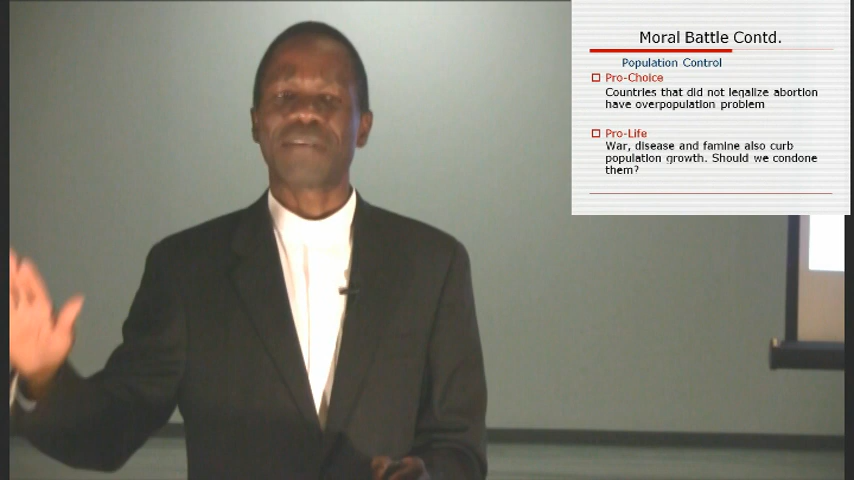 Moral Battle Contd.
Population Control
Pro-Choice
Countries that did not legalize abortion
have overpopulation problem
Pro-Life
War, disease and famine also curb
population growth. Should we condone
them?